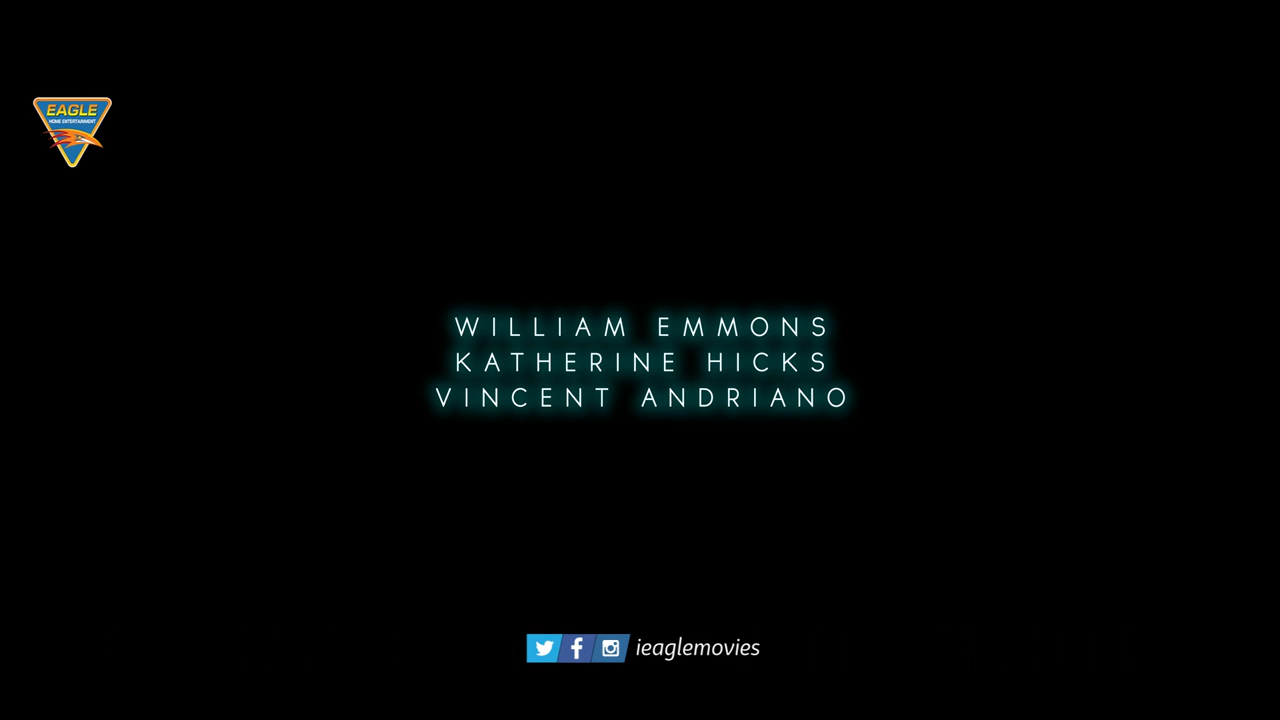 EAGLE
HOME ENTERTAINMENT
WILLIAM EMMONS
KATHERINE HICKS
VINCENT ANDRIANO
ieaglemovies